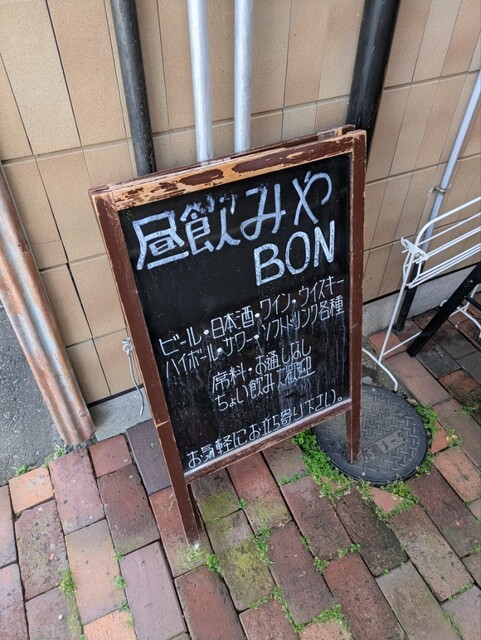 昼飲みや
BON
ビール・日本酒・ワイン・ウイスキー
ハイボール・サワー・ソフトドリンク各種
席料・お通しなし
ちょい飲み歓迎
お気軽にお立ち寄り下さい。